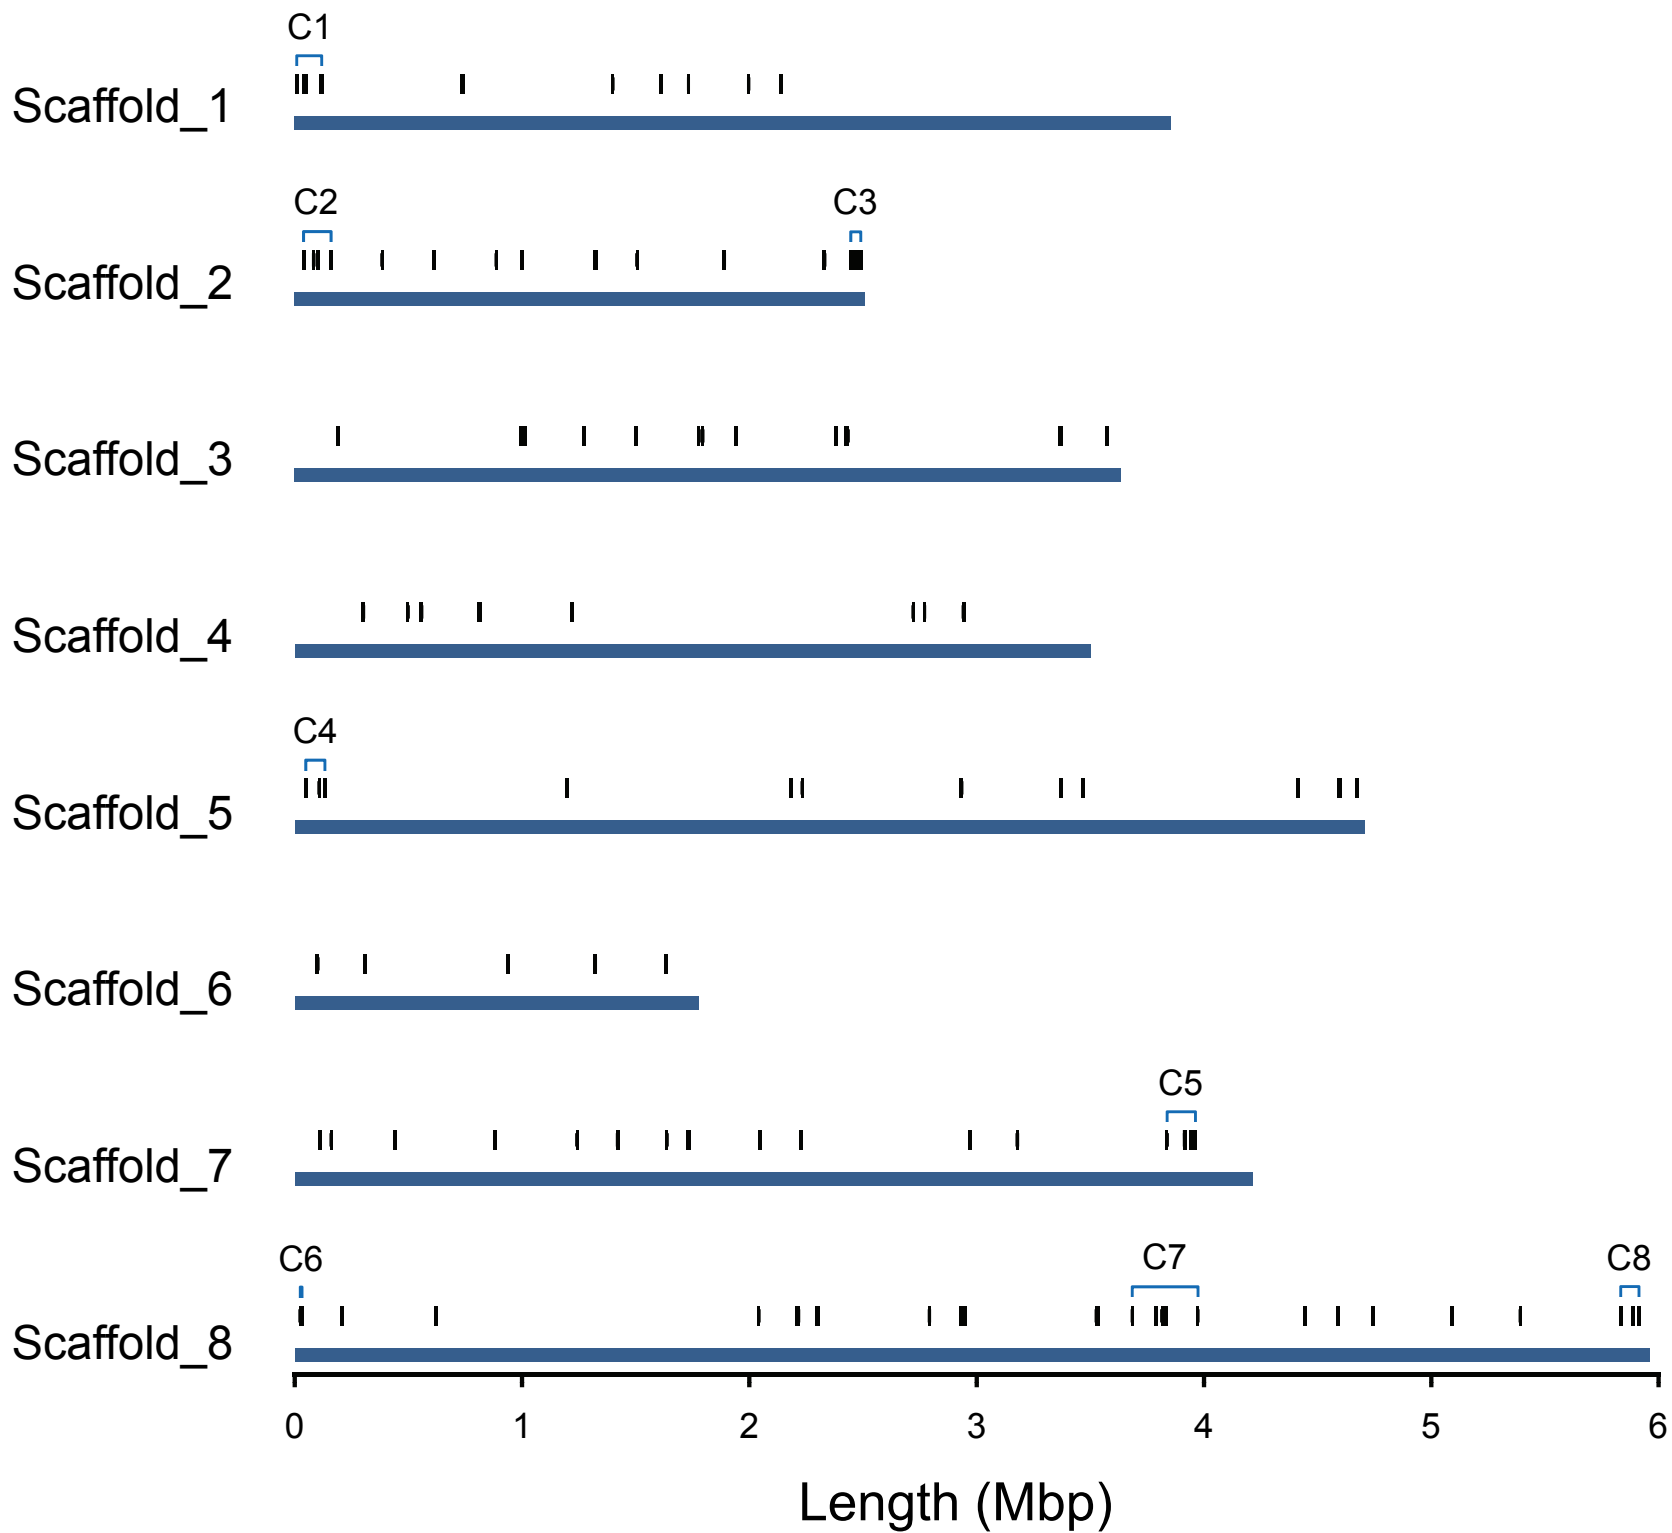 C1
Scaffold_1
C2 C3
Scaffold_2
Scaffold_3
Scaffold_4
C4
Scaffold_5
Scaffold_6
C5
Scaffold_7
C6 C7 C8
Scaffold_8
0 1 2 3 4 5 6
Length (Mbp)